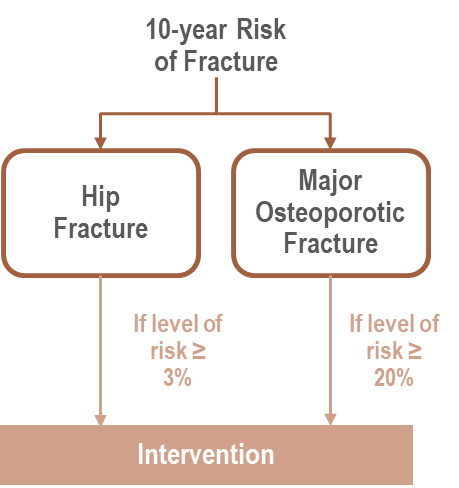 10-year Risk
of Fracture
Hip
Fracture
Major
Osteoporotic
Fracture
If level of
risk ≥
3%
If level of
risk ≥
20%
Intervention